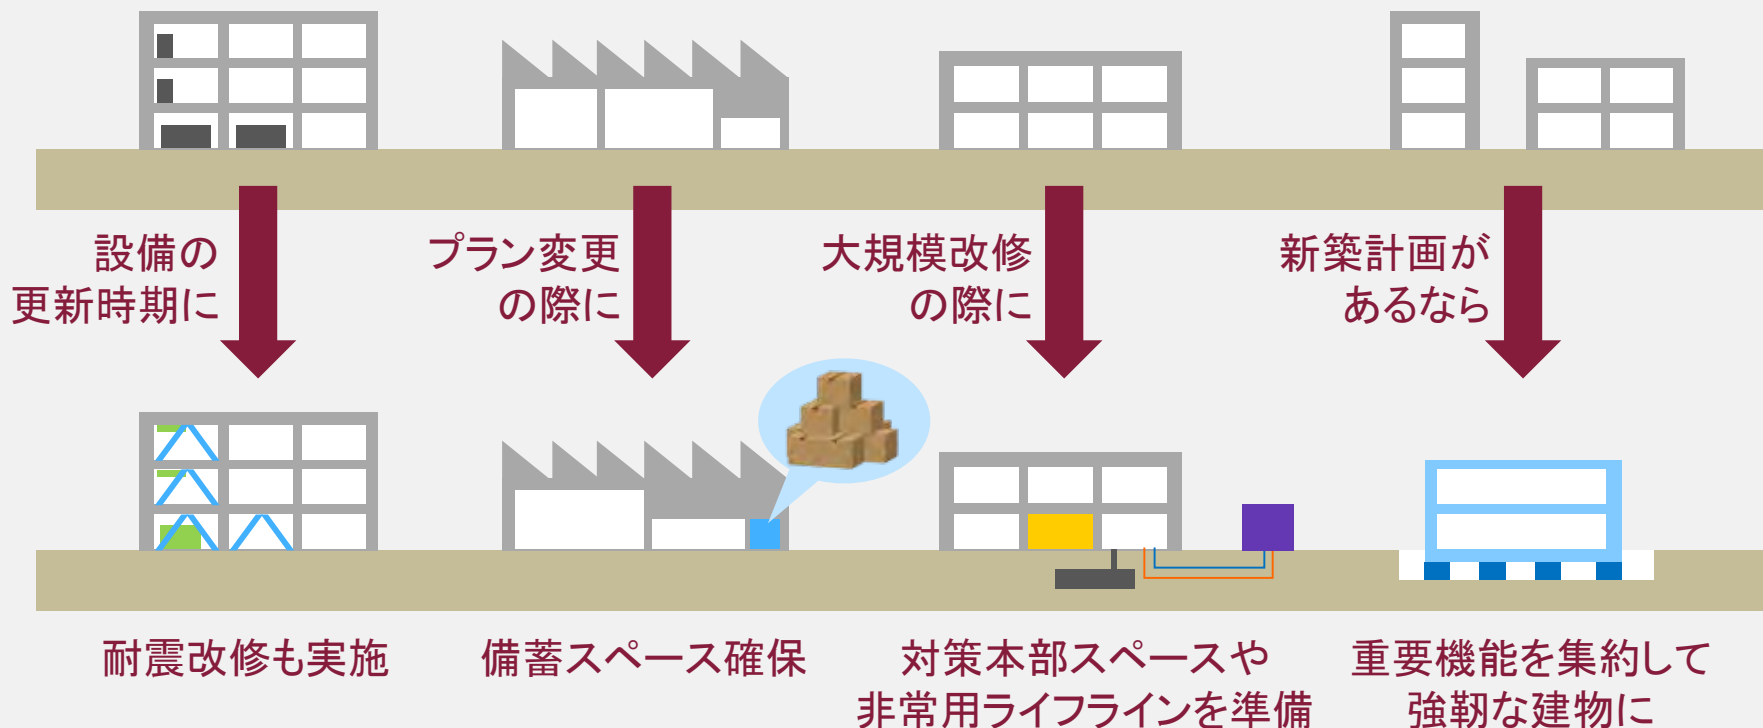 設備の
更新時期に
プラン変更
の際に
大規模改修
の際に
新築計画が
あるなら
耐震改修も実施
備蓄スペース確保
対策本部スペースや
非常用ライフラインを準備
重要機能を集約して
強靭な建物に